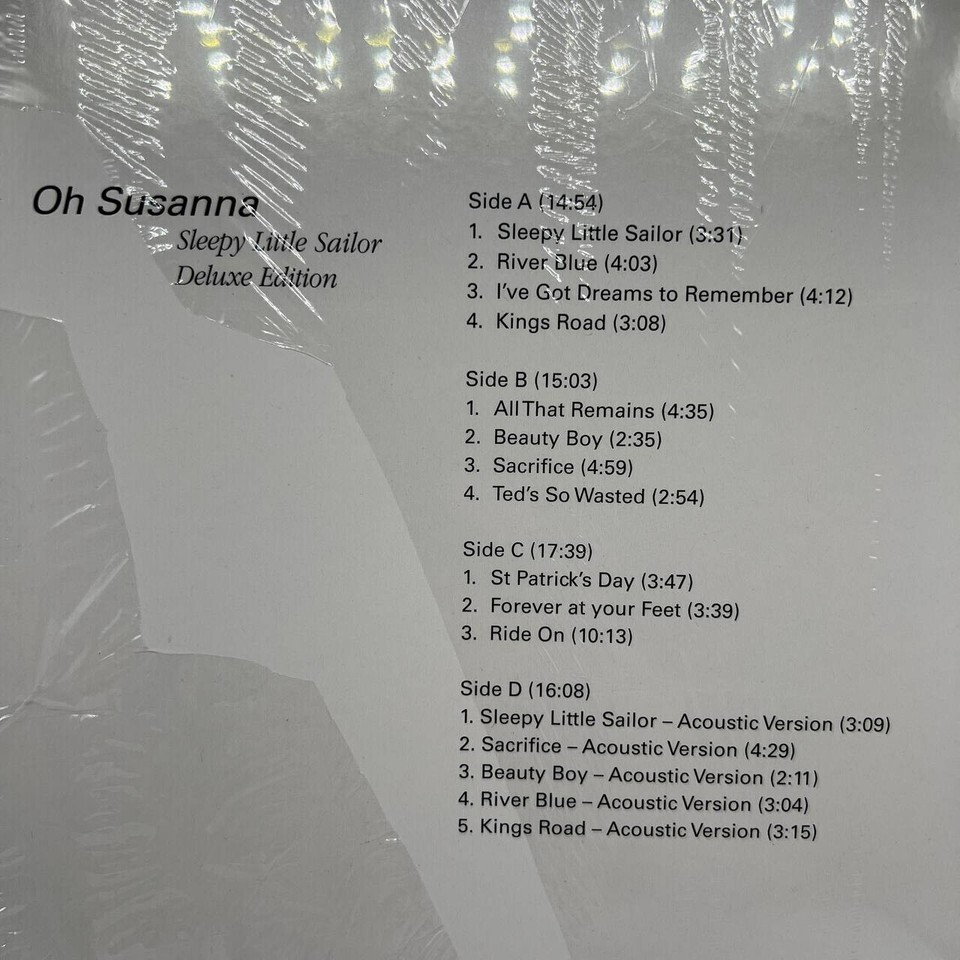 Oh Susanna
Sleepy Little Sailor
Deluxe Edition
Side A (14:54)
1. Sleepy Little Sailor (3:31)
2. River Blue (4:03)
3. I've Got Dreams to Remember (4:12)
4. Kings Road (3:08)
Side B (15:03)
1. All That Remains (4:35)
2. Beauty Boy (2:35)
3. Sacrifice (4:59)
4. Ted's So Wasted (2:54)
Side C (17:39)
1. St Patrick's Day (3:47)
2. Forever at your Feet (3:39)
3. Ride On (10:13)
Side D (16:08)
1. Sleepy Little Sailor – Acoustic Version (3:09)
2. Sacrifice – Acoustic Version (4:29)
3. Beauty Boy – Acoustic Version (2:11)
4. River Blue – Acoustic Version (3:04)
5. Kings Road – Acoustic Version (3:15)